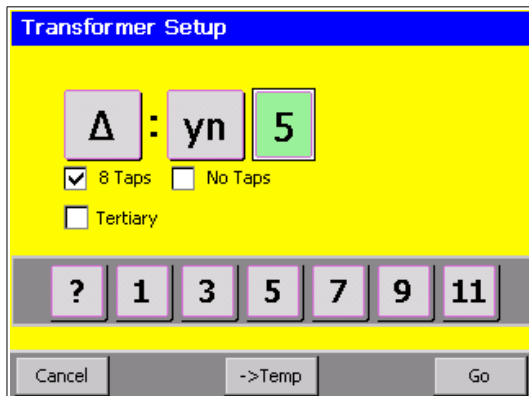 Transformer Setup
Δ : yn 5
8 Taps No Taps
Tertiary
? 1 3 5 7 9 11
Cancel ->Temp Go